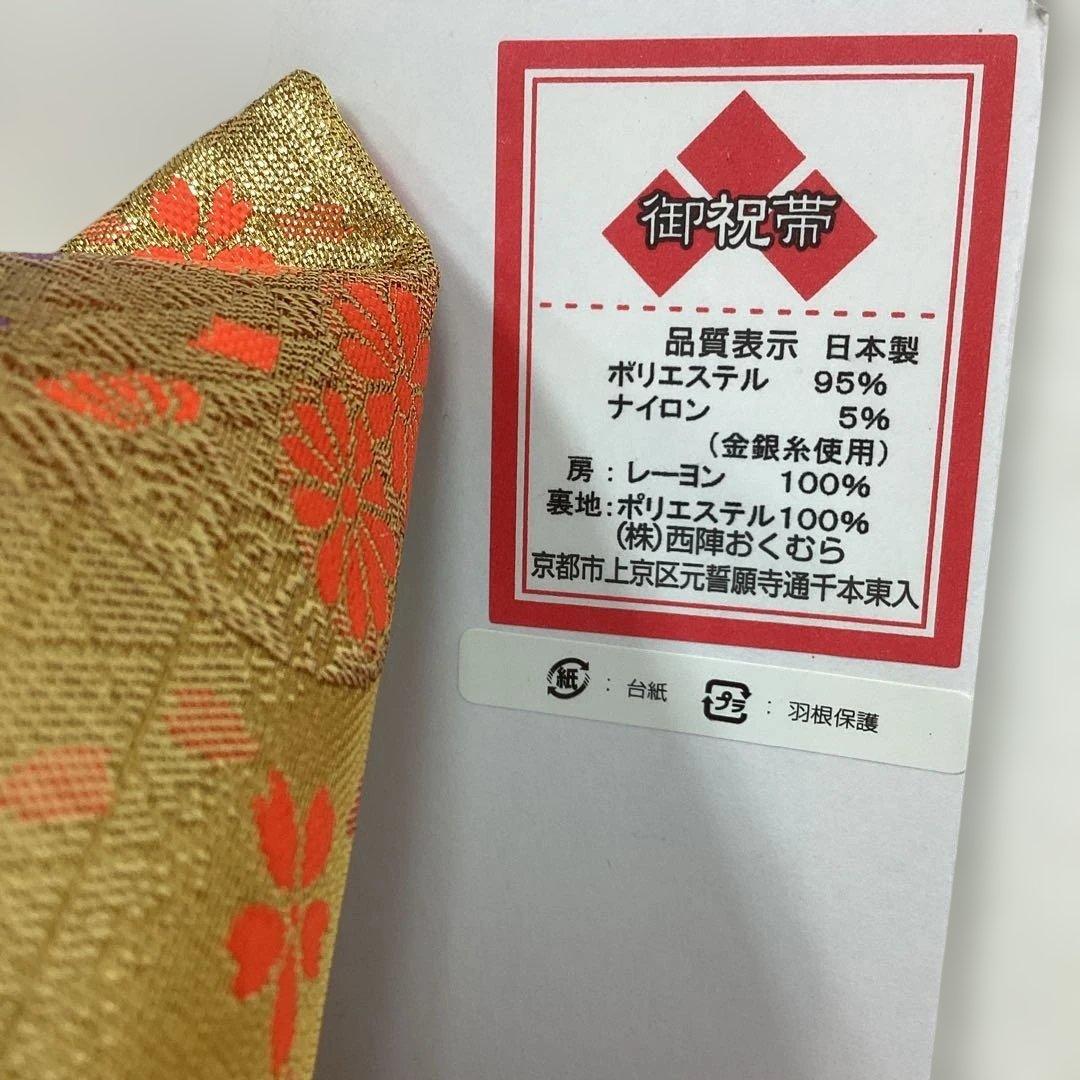 御祝帯
品質表示 日本製
ポリエステル 95%
ナイロン 5%
(金銀糸使用)
房:レーヨン 100%
裏地:ポリエステル100%
(株)西陣おくむら
京都市上京区元誓願寺通千本東入
紙 : 台紙 プラ : 羽根保護